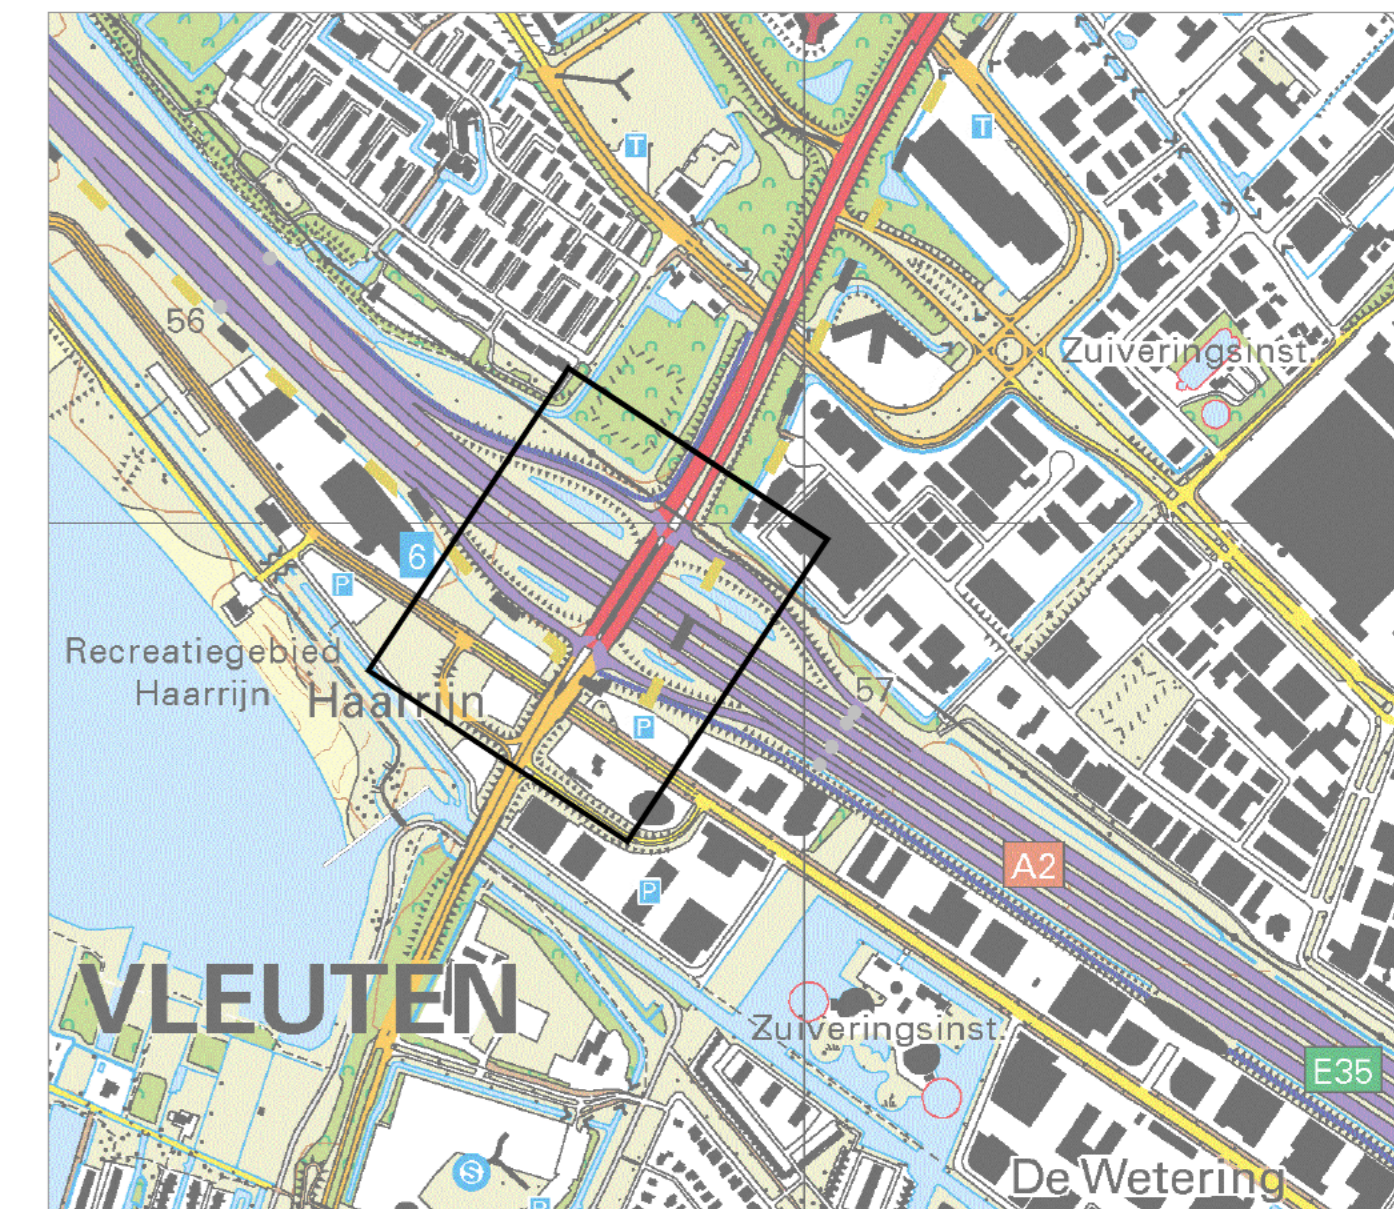 T
T
56
Zuiveringsinst.
6
P
Recreatiegebied
Haarrijn
Haarrijn
57
P
A2
P
VLEUTEN
Zuiveringsinst.
E35
De Wetering
S
P